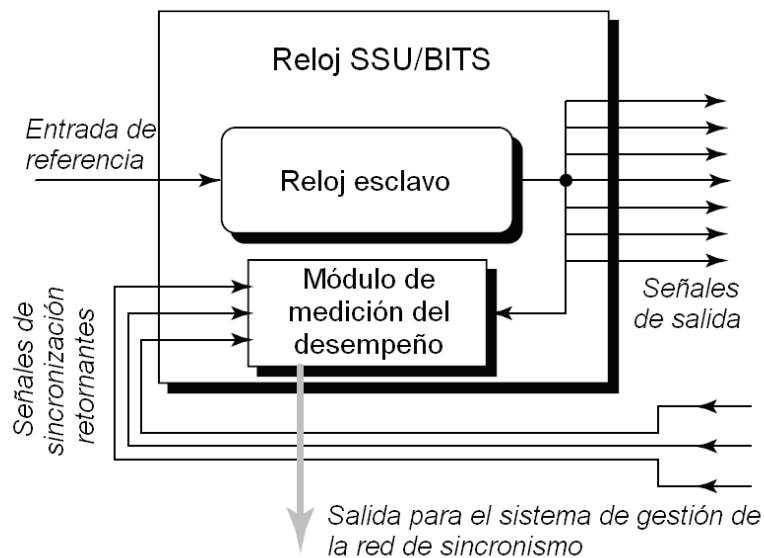 Reloj SSU/BITS
Entrada de
referencia
Reloj esclavo
Módulo de
medición del
desempeño
Señales
de salida
Señales de
sincronización
retornantes
Salida para el sistema de gestión de
la red de sincronismo